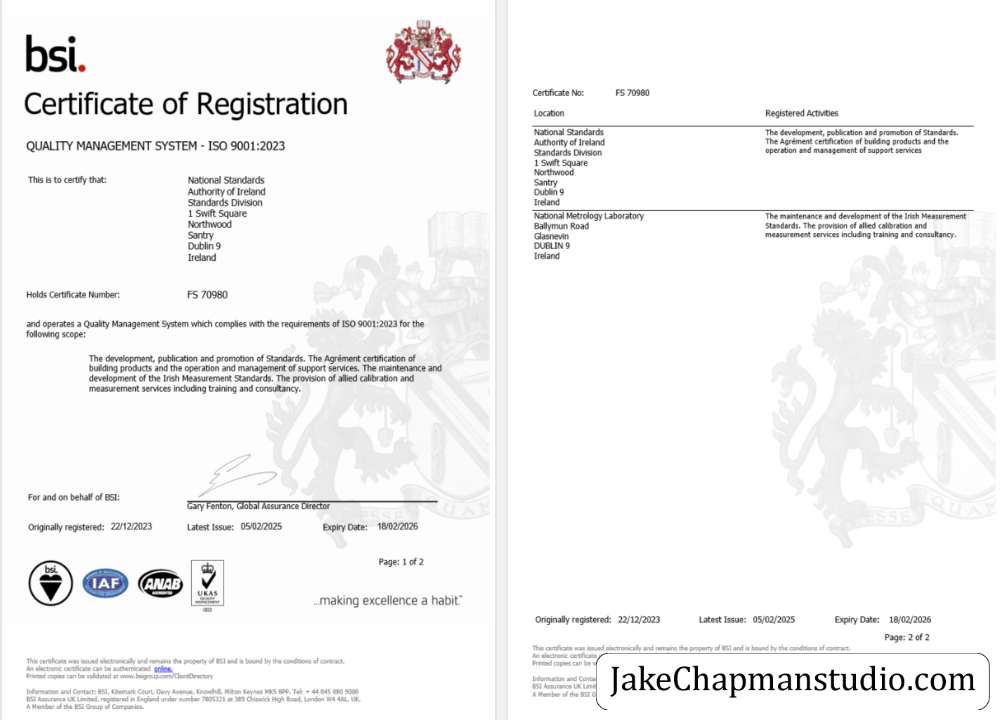 bsi.
Certificate of Registration
QUALITY MANAGEMENT SYSTEM - ISO 9001:2023
This is to certify that:
National Standards
Authority of Ireland
Standards Division
1 Swift Square
Northwood
Santry
Dublin 9
Ireland
Holds Certificate Number:
FS 70980
and operates a Quality Management System which complies with the requirements of ISO 9001:2023 for the
following scope:
The development, publication and promotion of Standards. The Agrément certification of
building products and the operation and management of support services. The maintenance and
development of the Irish Measurement Standards. The provision of allied calibration and
measurement services including training and consultancy.
For and on behalf of BSI:
Gary Fenton, Global Assurance Director
Originally registered: 22/12/2023
Latest Issue: 05/02/2025
Expiry Date: 18/02/2026
Page: 1 of 2
bsi.
IAF
ANAB
ACCREDITED
UKAS
QUALITY
MANAGEMENT
...making excellence a habit.™
This certificate was issued electronically and remains the property of BSI and is bound by the conditions of contract.
An electronic certificate can be authenticated online.
Printed copies can be validated at www.bsigroup.com/ClientDirectory
Information and Contact: BSI, Kitemark Court, Davy Avenue, Knowlhill, Milton Keynes MK5 8PP. Tel: + 44 845 080 9000
BSI Assurance UK Limited, registered in England under number 7805321 at 389 Chiswick High Road, London W4 4AL, UK.
A Member of the BSI Group of Companies.
Certificate No:
FS 70980
Location
Registered Activities
National Standards
Authority of Ireland
Standards Division
1 Swift Square
Northwood
Santry
Dublin 9
Ireland
The development, publication and promotion of Standards.
The Agrément certification of building products and the
operation and management of support services
National Metrology Laboratory
Ballymun Road
Glasnevin
DUBLIN 9
Ireland
The maintenance and development of the Irish Measurement
Standards. The provision of allied calibration and
measurement services including training and consultancy.
Originally registered: 22/12/2023
Latest Issue: 05/02/2025
Expiry Date: 18/02/2026
Page: 2 of 2
This certificate was issued electronically and remains the property of BSI and is bound by the conditions of contract.
An electronic certificate
Printed copies can be
Information and
BSI Assurance UK
A Member of the BSI
JakeChapmanstudio.com